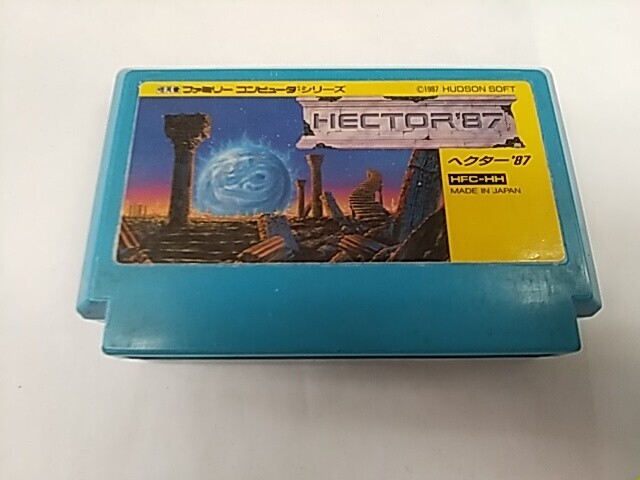 ファミリー コンピュータ シリーズ
©1987 HUDSON SOFT
HECTOR'87
ヘクター'87
HFC-HH
MADE IN JAPAN